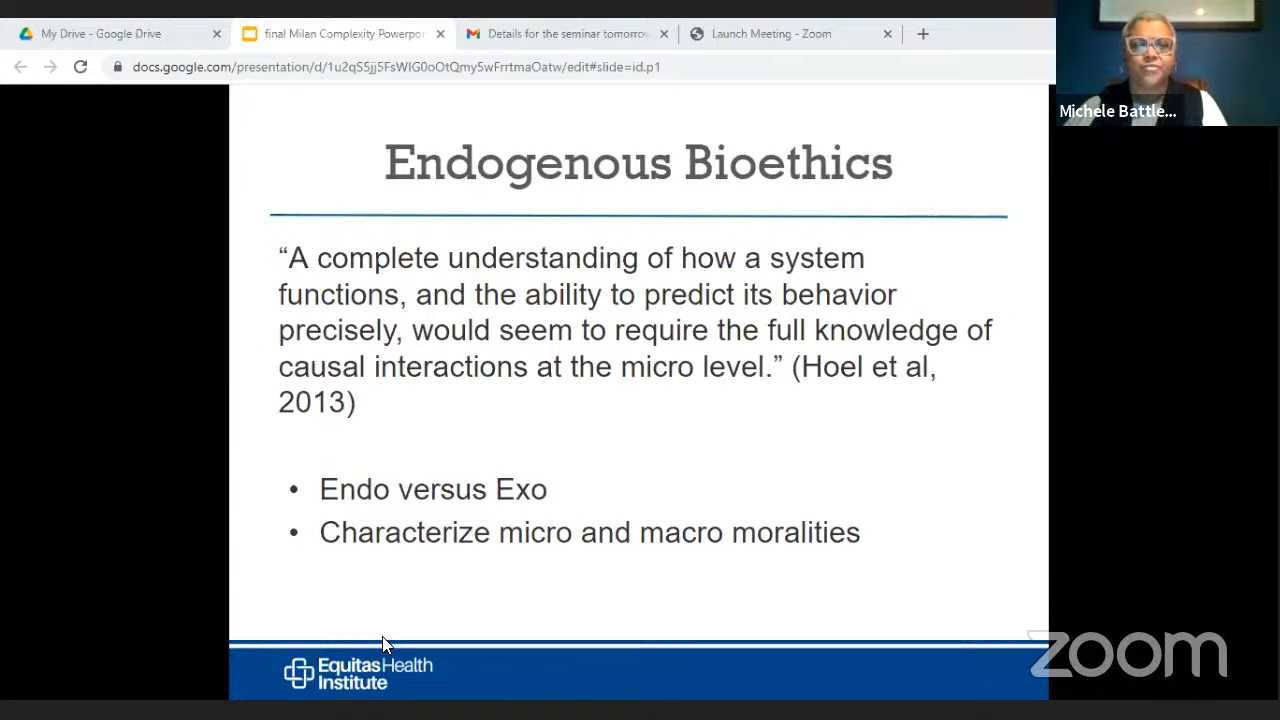 My Drive - Google Drive
final Milan Complexity Powerpo
Details for the seminar tomorrow
Launch Meeting - Zoom
docs.google.com/presentation/d/1u2qS5jj5FsWlG0oOtQmy5wFrrtmaOatw/edit#slide=id.p1
Michele Battle...
Endogenous Bioethics
“A complete understanding of how a system
functions, and the ability to predict its behavior
precisely, would seem to require the full knowledge of
causal interactions at the micro level.” (Hoel et al,
2013)
• Endo versus Exo
• Characterize micro and macro moralities
EquitasHealth
Institute
zoom